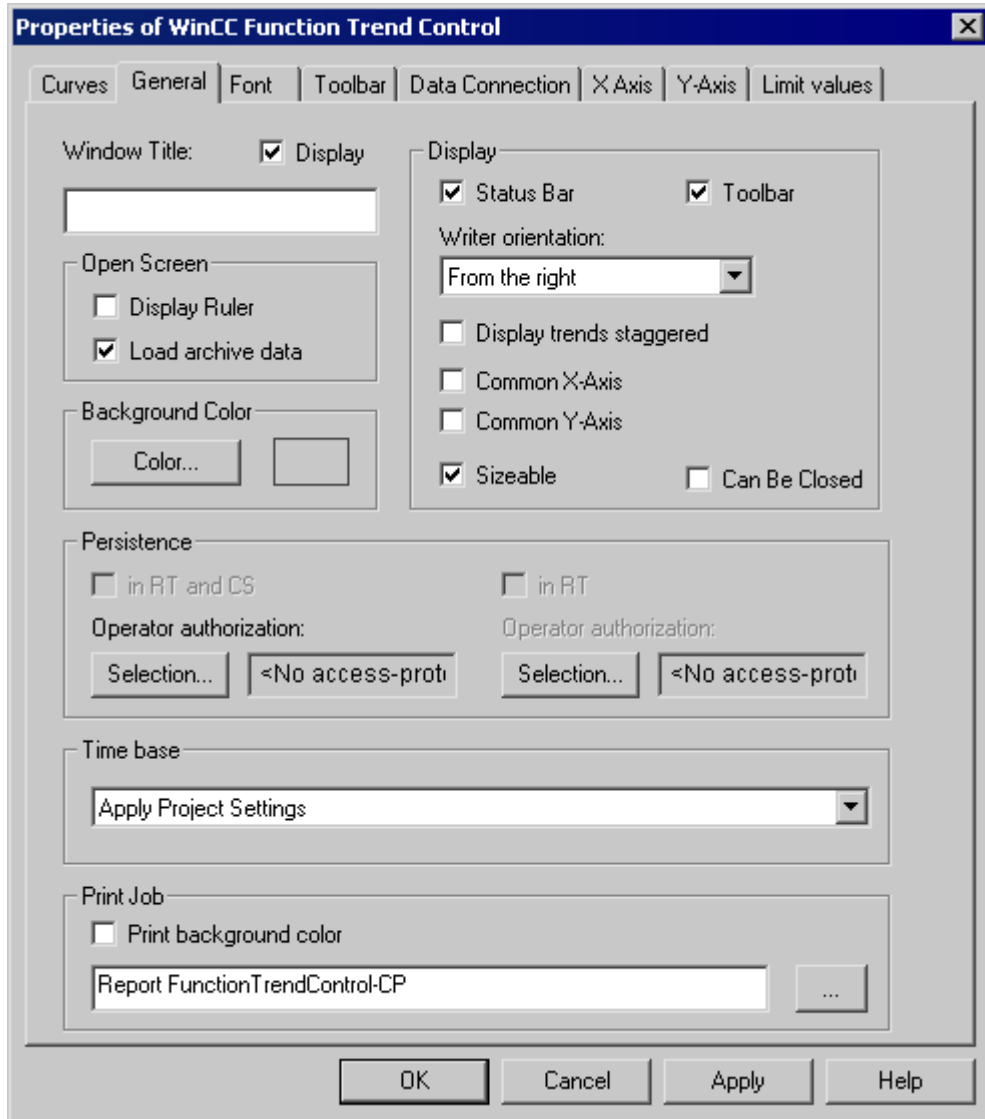 Properties of WinCC Function Trend Control
Curves General Font Toolbar Data Connection X Axis Y-Axis Limit values
Window Title: Display
Display
Status Bar Toolbar
Writer orientation:
From the right
Open Screen
Display Ruler
Load archive data
Display trends staggered
Common X-Axis
Common Y-Axis
Background Color
Color...
Sizeable Can Be Closed
Persistence
in RT and CS in RT
Operator authorization: Operator authorization:
Selection... <No access-prot Selection... <No access-prot
Time base
Apply Project Settings
Print Job
Print background color
Report FunctionTrendControl-CP
...
OK Cancel Apply Help